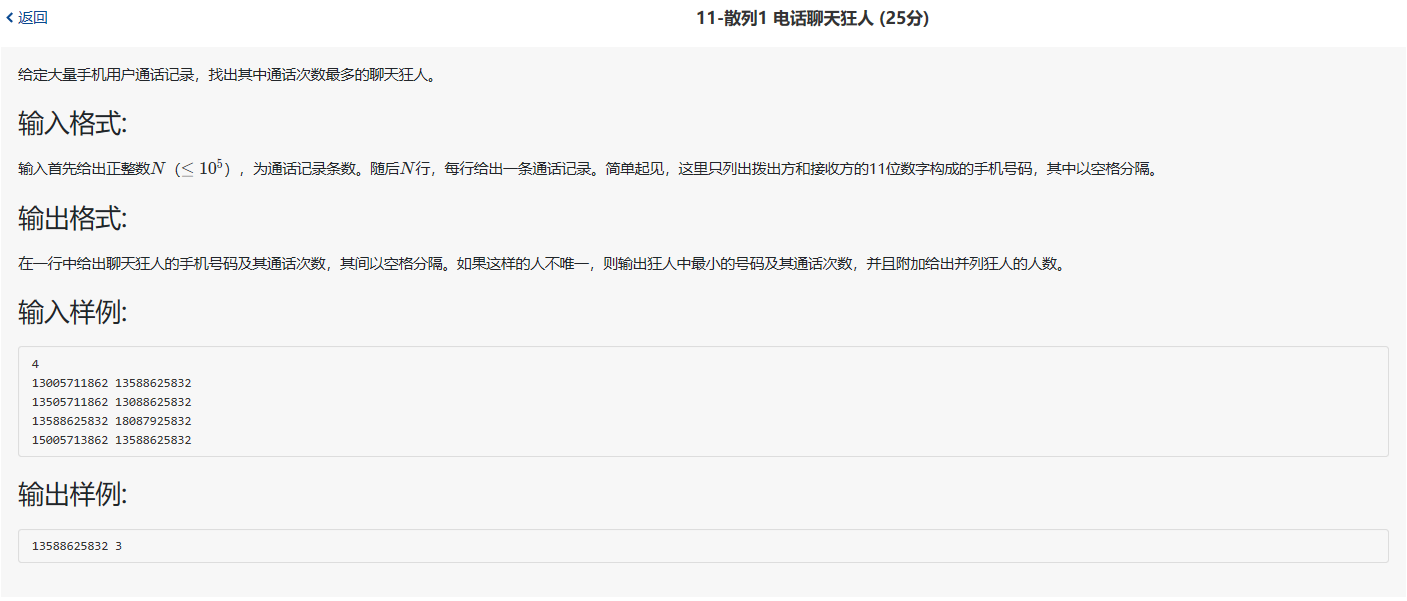 返回
11-散列1 电话聊天狂人 (25分)
给定大量手机用户通话记录，找出其中通话次数最多的聊天狂人。
输入格式:
输入首先给出正整数N（≤10⁵），为通话记录条数。随后N行，每行给出一条通话记录。简单起见，这里只列出拨出方和接收方的11位数字构成的手机号码，其中以空格分隔。
输出格式:
在一行中给出聊天狂人的手机号码及其通话次数，其间以空格分隔。如果这样的人不唯一，则输出狂人中最小的号码及其通话次数，并且附加给出并列狂人的人数。
输入样例:
4
13005711862 13588625832
13505711862 13088625832
13588625832 18087925832
15005713862 13588625832
输出样例:
13588625832 3